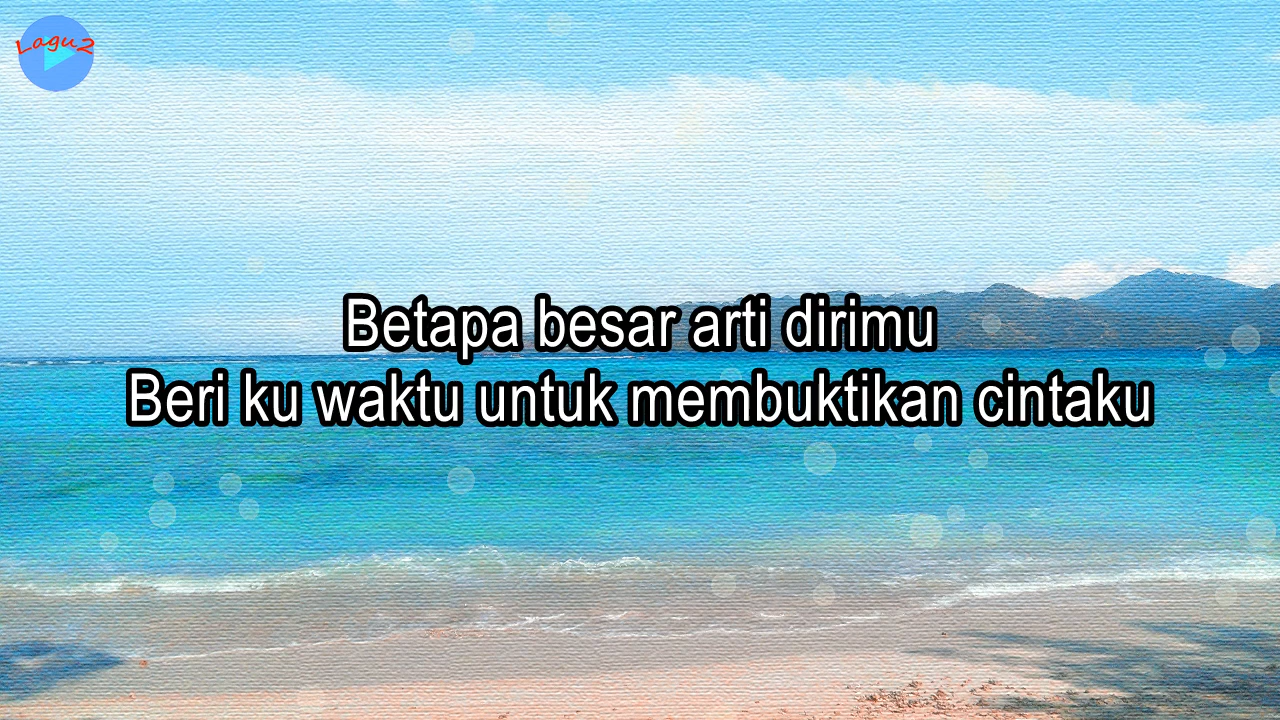 Lagu2
Betapa besar arti dirimu
Beri ku waktu untuk membuktikan cintaku